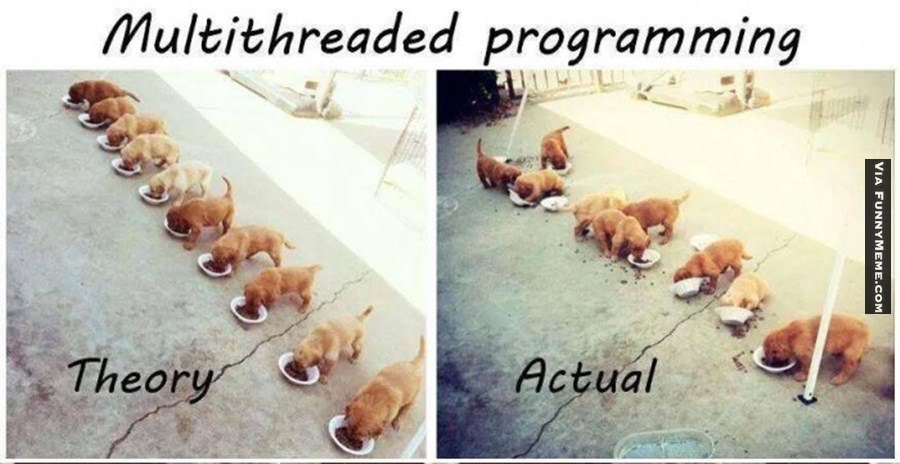 Multithreaded programming
Theory
Actual
VIA FUNNYMEME.COM